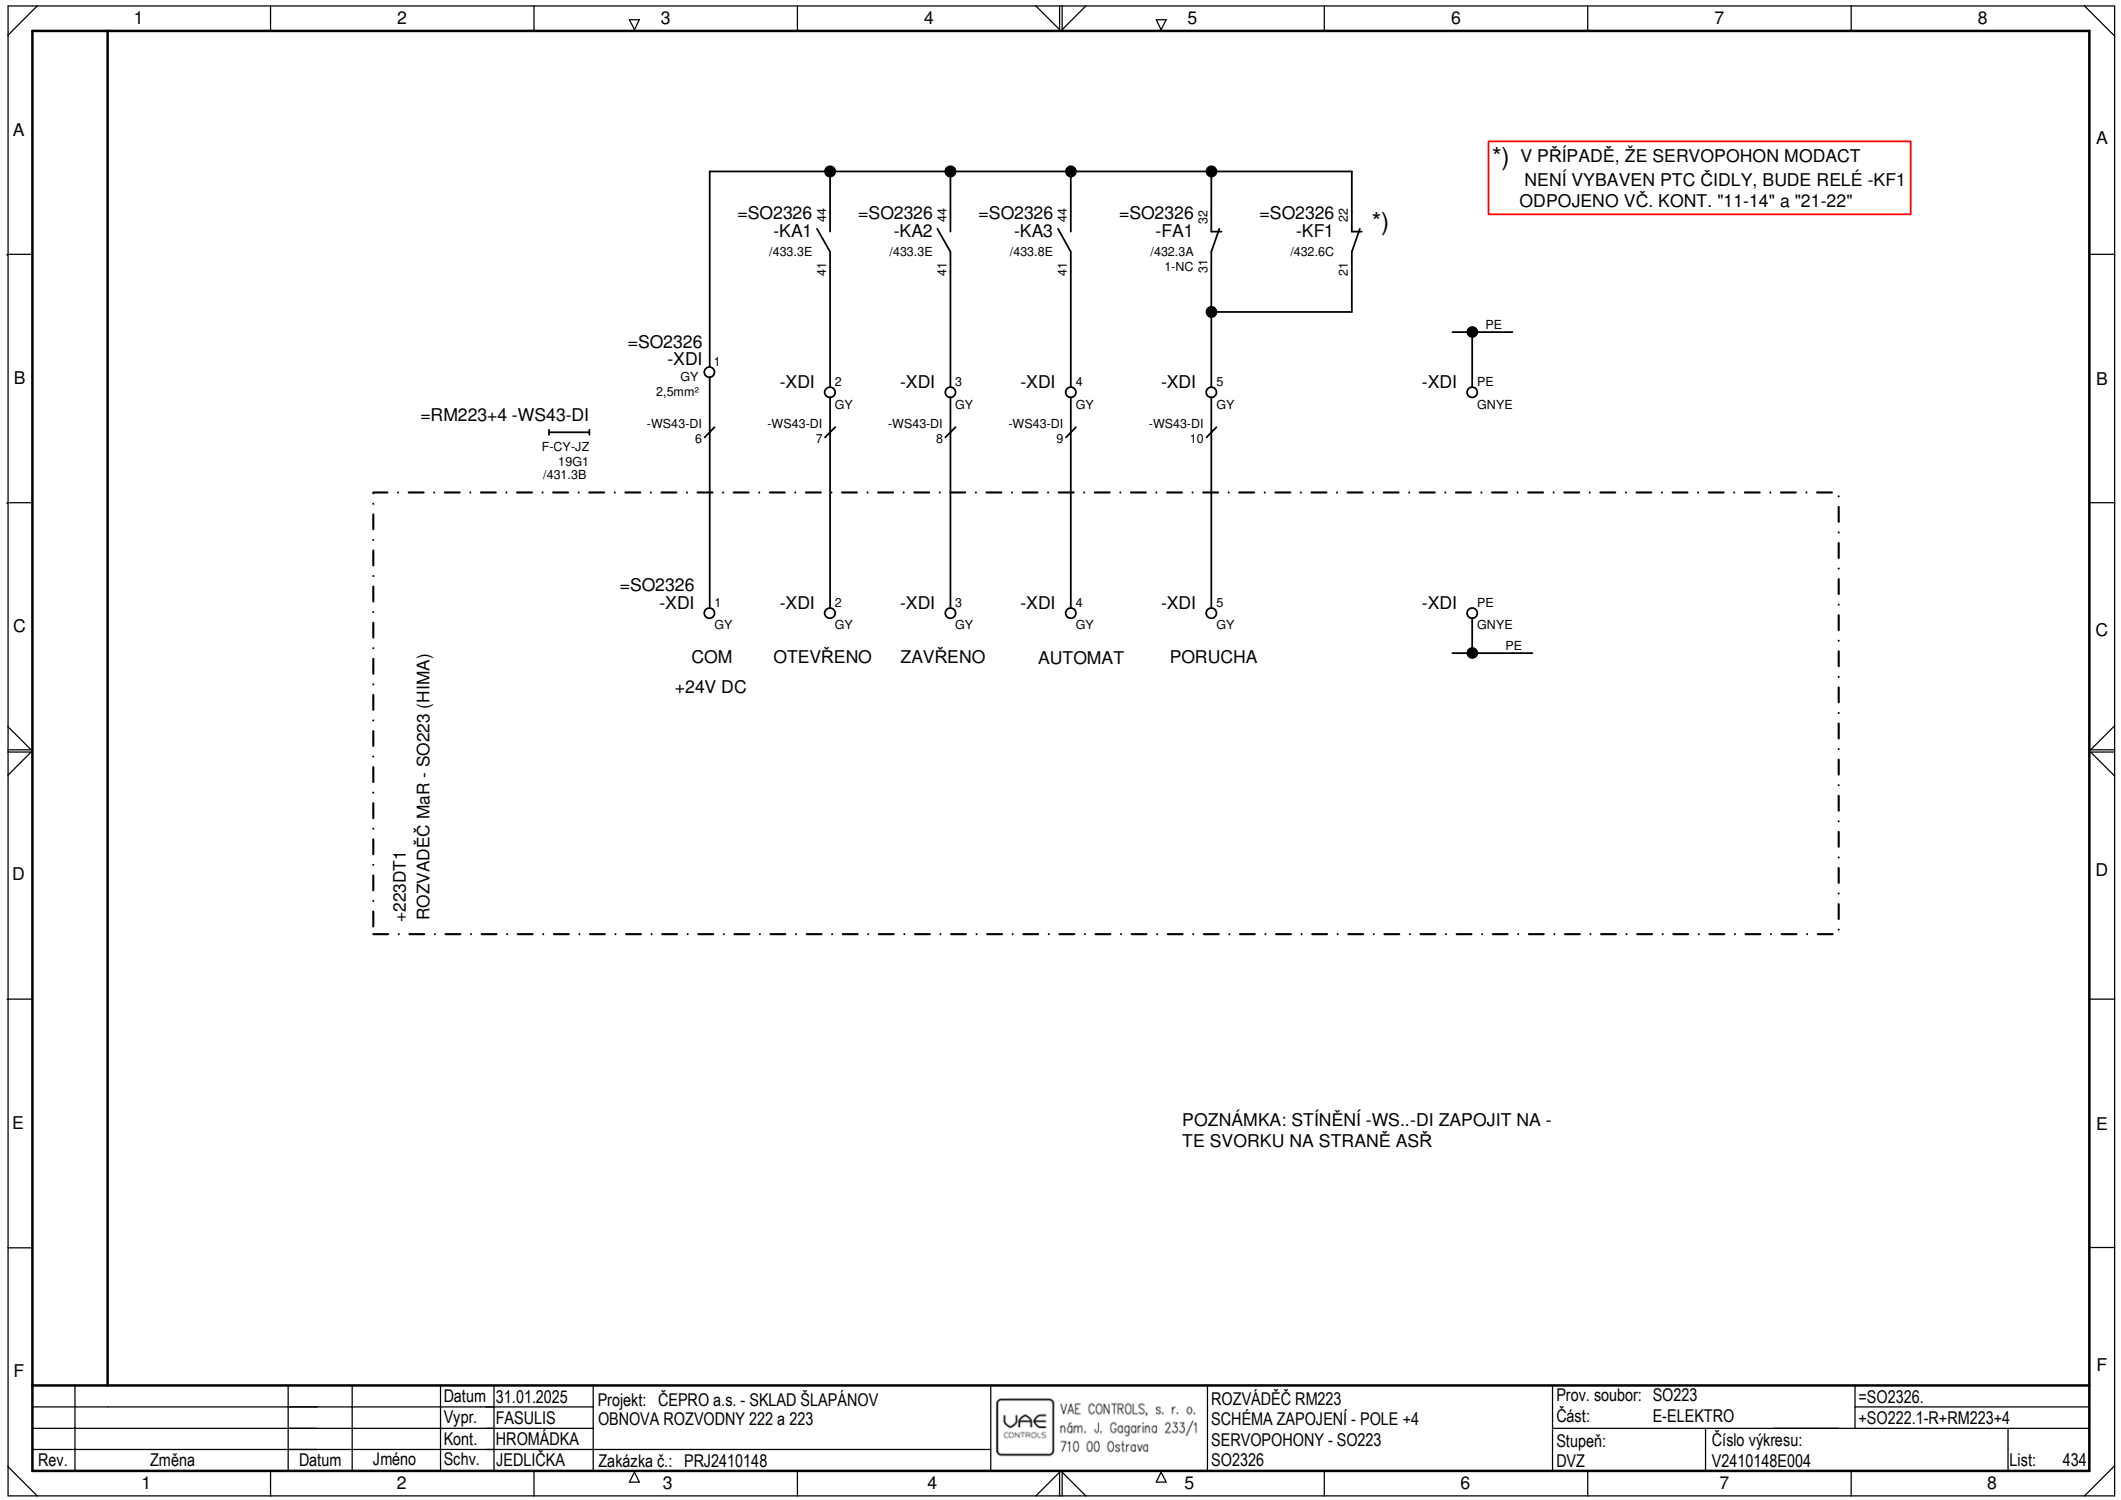 1 2 3 4 5 6 7 8
A A
*) V PŘÍPADĚ, ŽE SERVOPOHON MODACT
NENÍ VYBAVEN PTC ČIDLY, BUDE RELÉ -KF1
ODPOJENO VČ. KONT. "11-14" a "21-22"
=SO2326 44 =SO2326 44 =SO2326 44 =SO2326 32 =SO2326 22 *)
-KA1 -KA2 -KA3 -FA1 -KF1
/433.3E /433.3E /433.8E /432.3A /432.6C
41 41 41 1-NC 31 21
PE
=SO2326
-XDI 1
GY
2,5mm²
-XDI 2 -XDI 3 -XDI 4 -XDI 5 -XDI PE
GY GY GY GY GNYE
B B
=RM223+4 -WS43-DI
F-CY-JZ
19G1
/431.3B
-WS43-DI -WS43-DI -WS43-DI -WS43-DI -WS43-DI
6 7 8 9 10
=SO2326
-XDI 1 -XDI 2 -XDI 3 -XDI 4 -XDI 5 -XDI PE
GY GY GY GY GY GNYE
C C
PE
COM OTEVŘENO ZAVŘENO AUTOMAT PORUCHA
+24V DC
+223DT1
ROZVADĚČ MaR - SO223 (HIMA)
D D
E E
POZNÁMKA: STÍNĚNÍ -WS..-DI ZAPOJIT NA -
TE SVORKU NA STRANĚ ASŘ
F F
Datum 31.01.2025
Vypr. FASULIS
Kont. HROMÁDKA
Rev. Změna Datum Jméno Schv. JEDLIČKA
Projekt: ČEPRO a.s. - SKLAD ŠLAPÁNOV
OBNOVA ROZVODNY 222 a 223
Zakázka č.: PRJ2410148
VAE
CONTROLS
VAE CONTROLS, s. r. o.
nám. J. Gagarina 233/1
710 00 Ostrava
ROZVÁDĚČ RM223
SCHÉMA ZAPOJENÍ - POLE +4
SERVOPOHONY - SO223
SO2326
Prov. soubor: SO223
Část: E-ELEKTRO
Stupeň:
DVZ
=SO2326.
+SO222.1-R+RM223+4
Číslo výkresu:
V2410148E004
List: 434
1 2 3 4 5 6 7 8